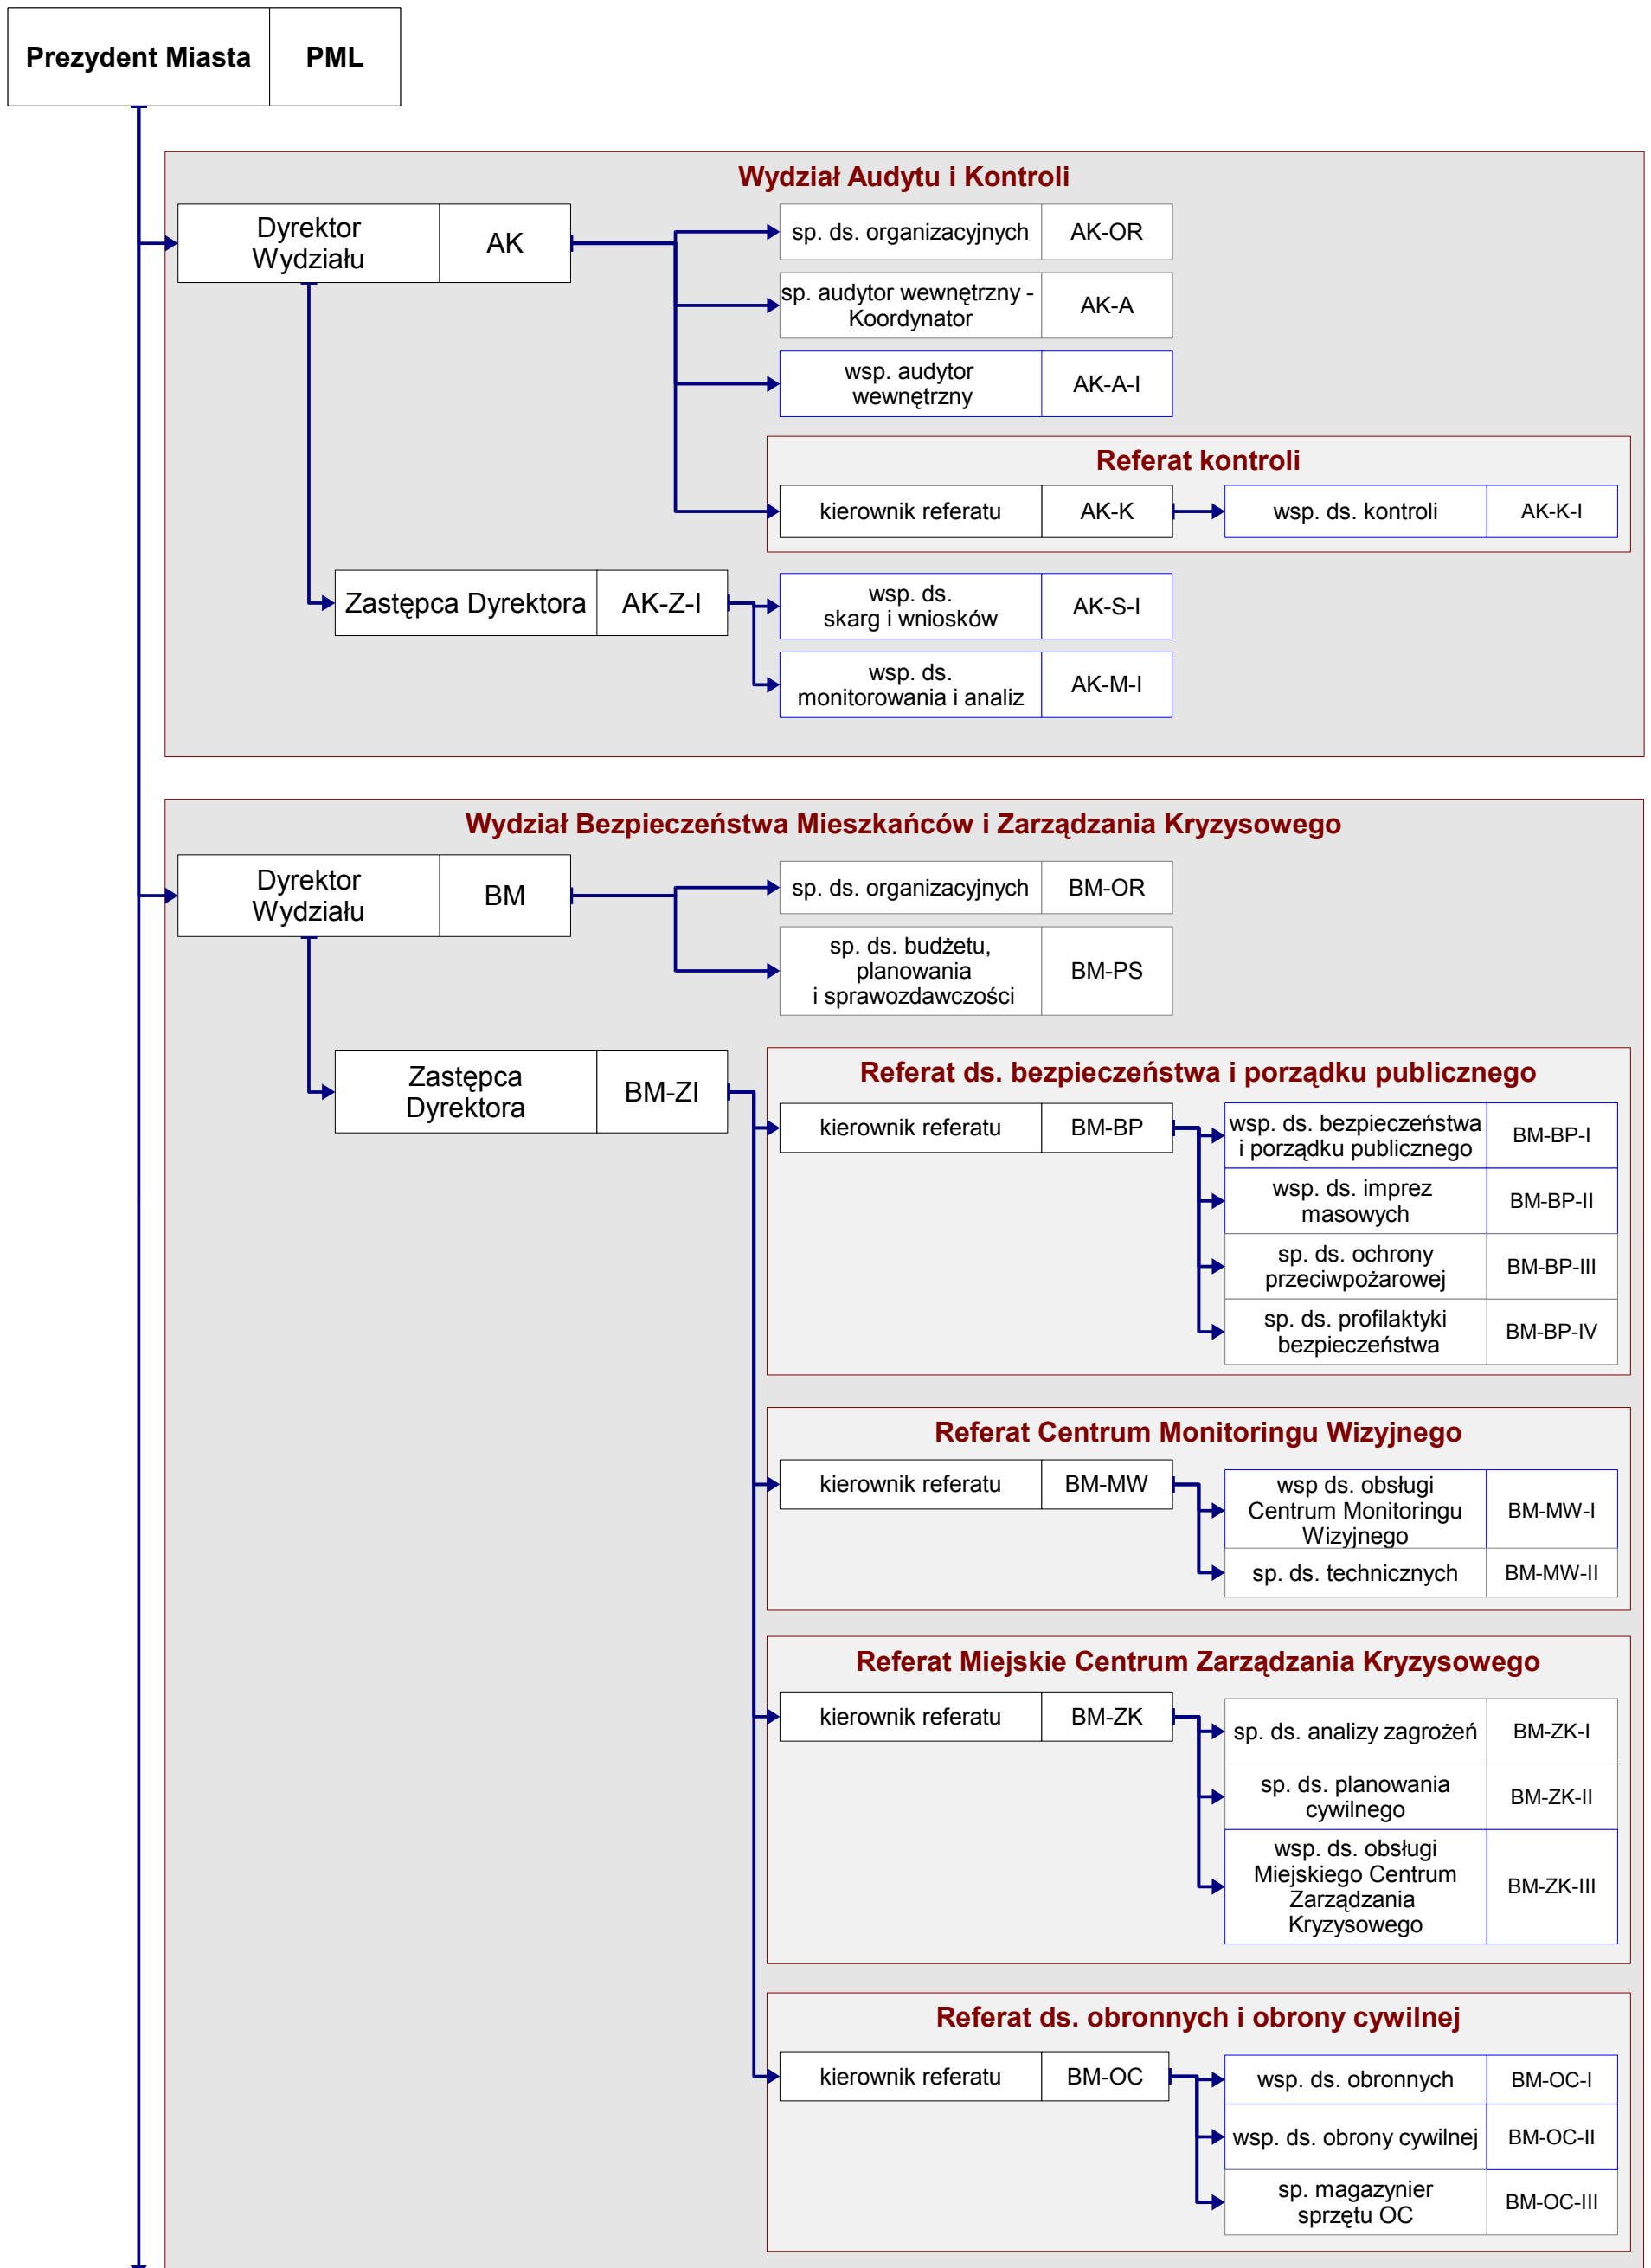 Prezydent Miasta PML
Wydział Audytu i Kontroli
Dyrektor
Wydziału
AK
sp. ds. organizacyjnych AK-OR
sp. audytor wewnętrzny -
Koordynator
AK-A
wsp. audytor
wewnętrzny
AK-A-I
Referat kontroli
kierownik referatu AK-K
wsp. ds. kontroli AK-K-I
Zastępca Dyrektora AK-Z-I
wsp. ds.
skarg i wniosków
AK-S-I
wsp. ds.
monitorowania i analiz
AK-M-I
Wydział Bezpieczeństwa Mieszkańców i Zarządzania Kryzysowego
Dyrektor
Wydziału
BM
sp. ds. organizacyjnych BM-OR
sp. ds. budżetu,
planowania
i sprawozdawczości
BM-PS
Zastępca
Dyrektora
BM-ZI
Referat ds. bezpieczeństwa i porządku publicznego
kierownik referatu BM-BP
wsp. ds. bezpieczeństwa
i porządku publicznego
BM-BP-I
wsp. ds. imprez
masowych
BM-BP-II
sp. ds. ochrony
przeciwpożarowej
BM-BP-III
sp. ds. profilaktyki
bezpieczeństwa
BM-BP-IV
Referat Centrum Monitoringu Wizyjnego
kierownik referatu BM-MW
wsp ds. obsługi
Centrum Monitoringu
Wizyjnego
BM-MW-I
sp. ds. technicznych BM-MW-II
Referat Miejskie Centrum Zarządzania Kryzysowego
kierownik referatu BM-ZK
sp. ds. analizy zagrożeń BM-ZK-I
sp. ds. planowania
cywilnego
BM-ZK-II
wsp. ds. obsługi
Miejskiego Centrum
Zarządzania
Kryzysowego
BM-ZK-III
Referat ds. obronnych i obrony cywilnej
kierownik referatu BM-OC
wsp. ds. obronnych BM-OC-I
wsp. ds. obrony cywilnej BM-OC-II
sp. magazynier
sprzętu OC
BM-OC-III